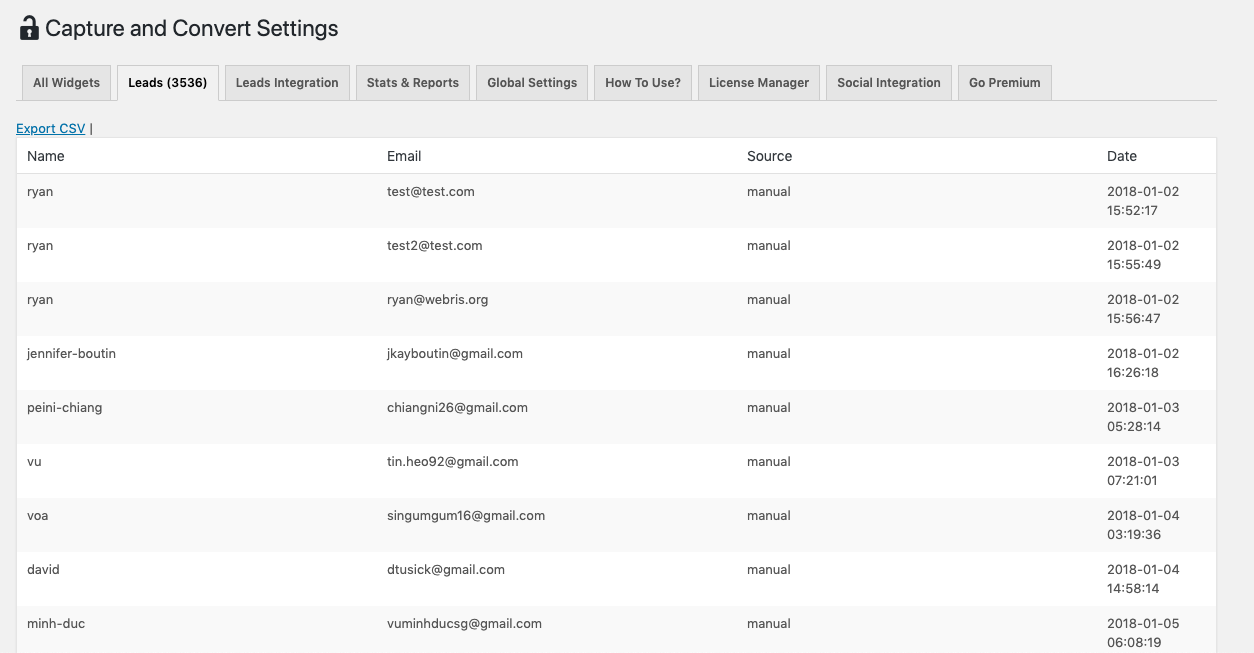 Capture and Convert Settings
All Widgets Leads (3536) Leads Integration Stats & Reports Global Settings How To Use? License Manager Social Integration Go Premium
Export CSV |
Name Email Source Date
ryan test@test.com manual 2018-01-02
15:52:17
ryan test2@test.com manual 2018-01-02
15:55:49
ryan ryan@webris.org manual 2018-01-02
15:56:47
jennifer-boutin jkayboutin@gmail.com manual 2018-01-02
16:26:18
peini-chiang chiangni26@gmail.com manual 2018-01-03
05:28:14
vu tin.heo92@gmail.com manual 2018-01-03
07:21:01
voa singumgum16@gmail.com manual 2018-01-04
03:19:36
david dtusick@gmail.com manual 2018-01-04
14:58:14
minh-duc vuminhducsg@gmail.com manual 2018-01-05
06:08:19